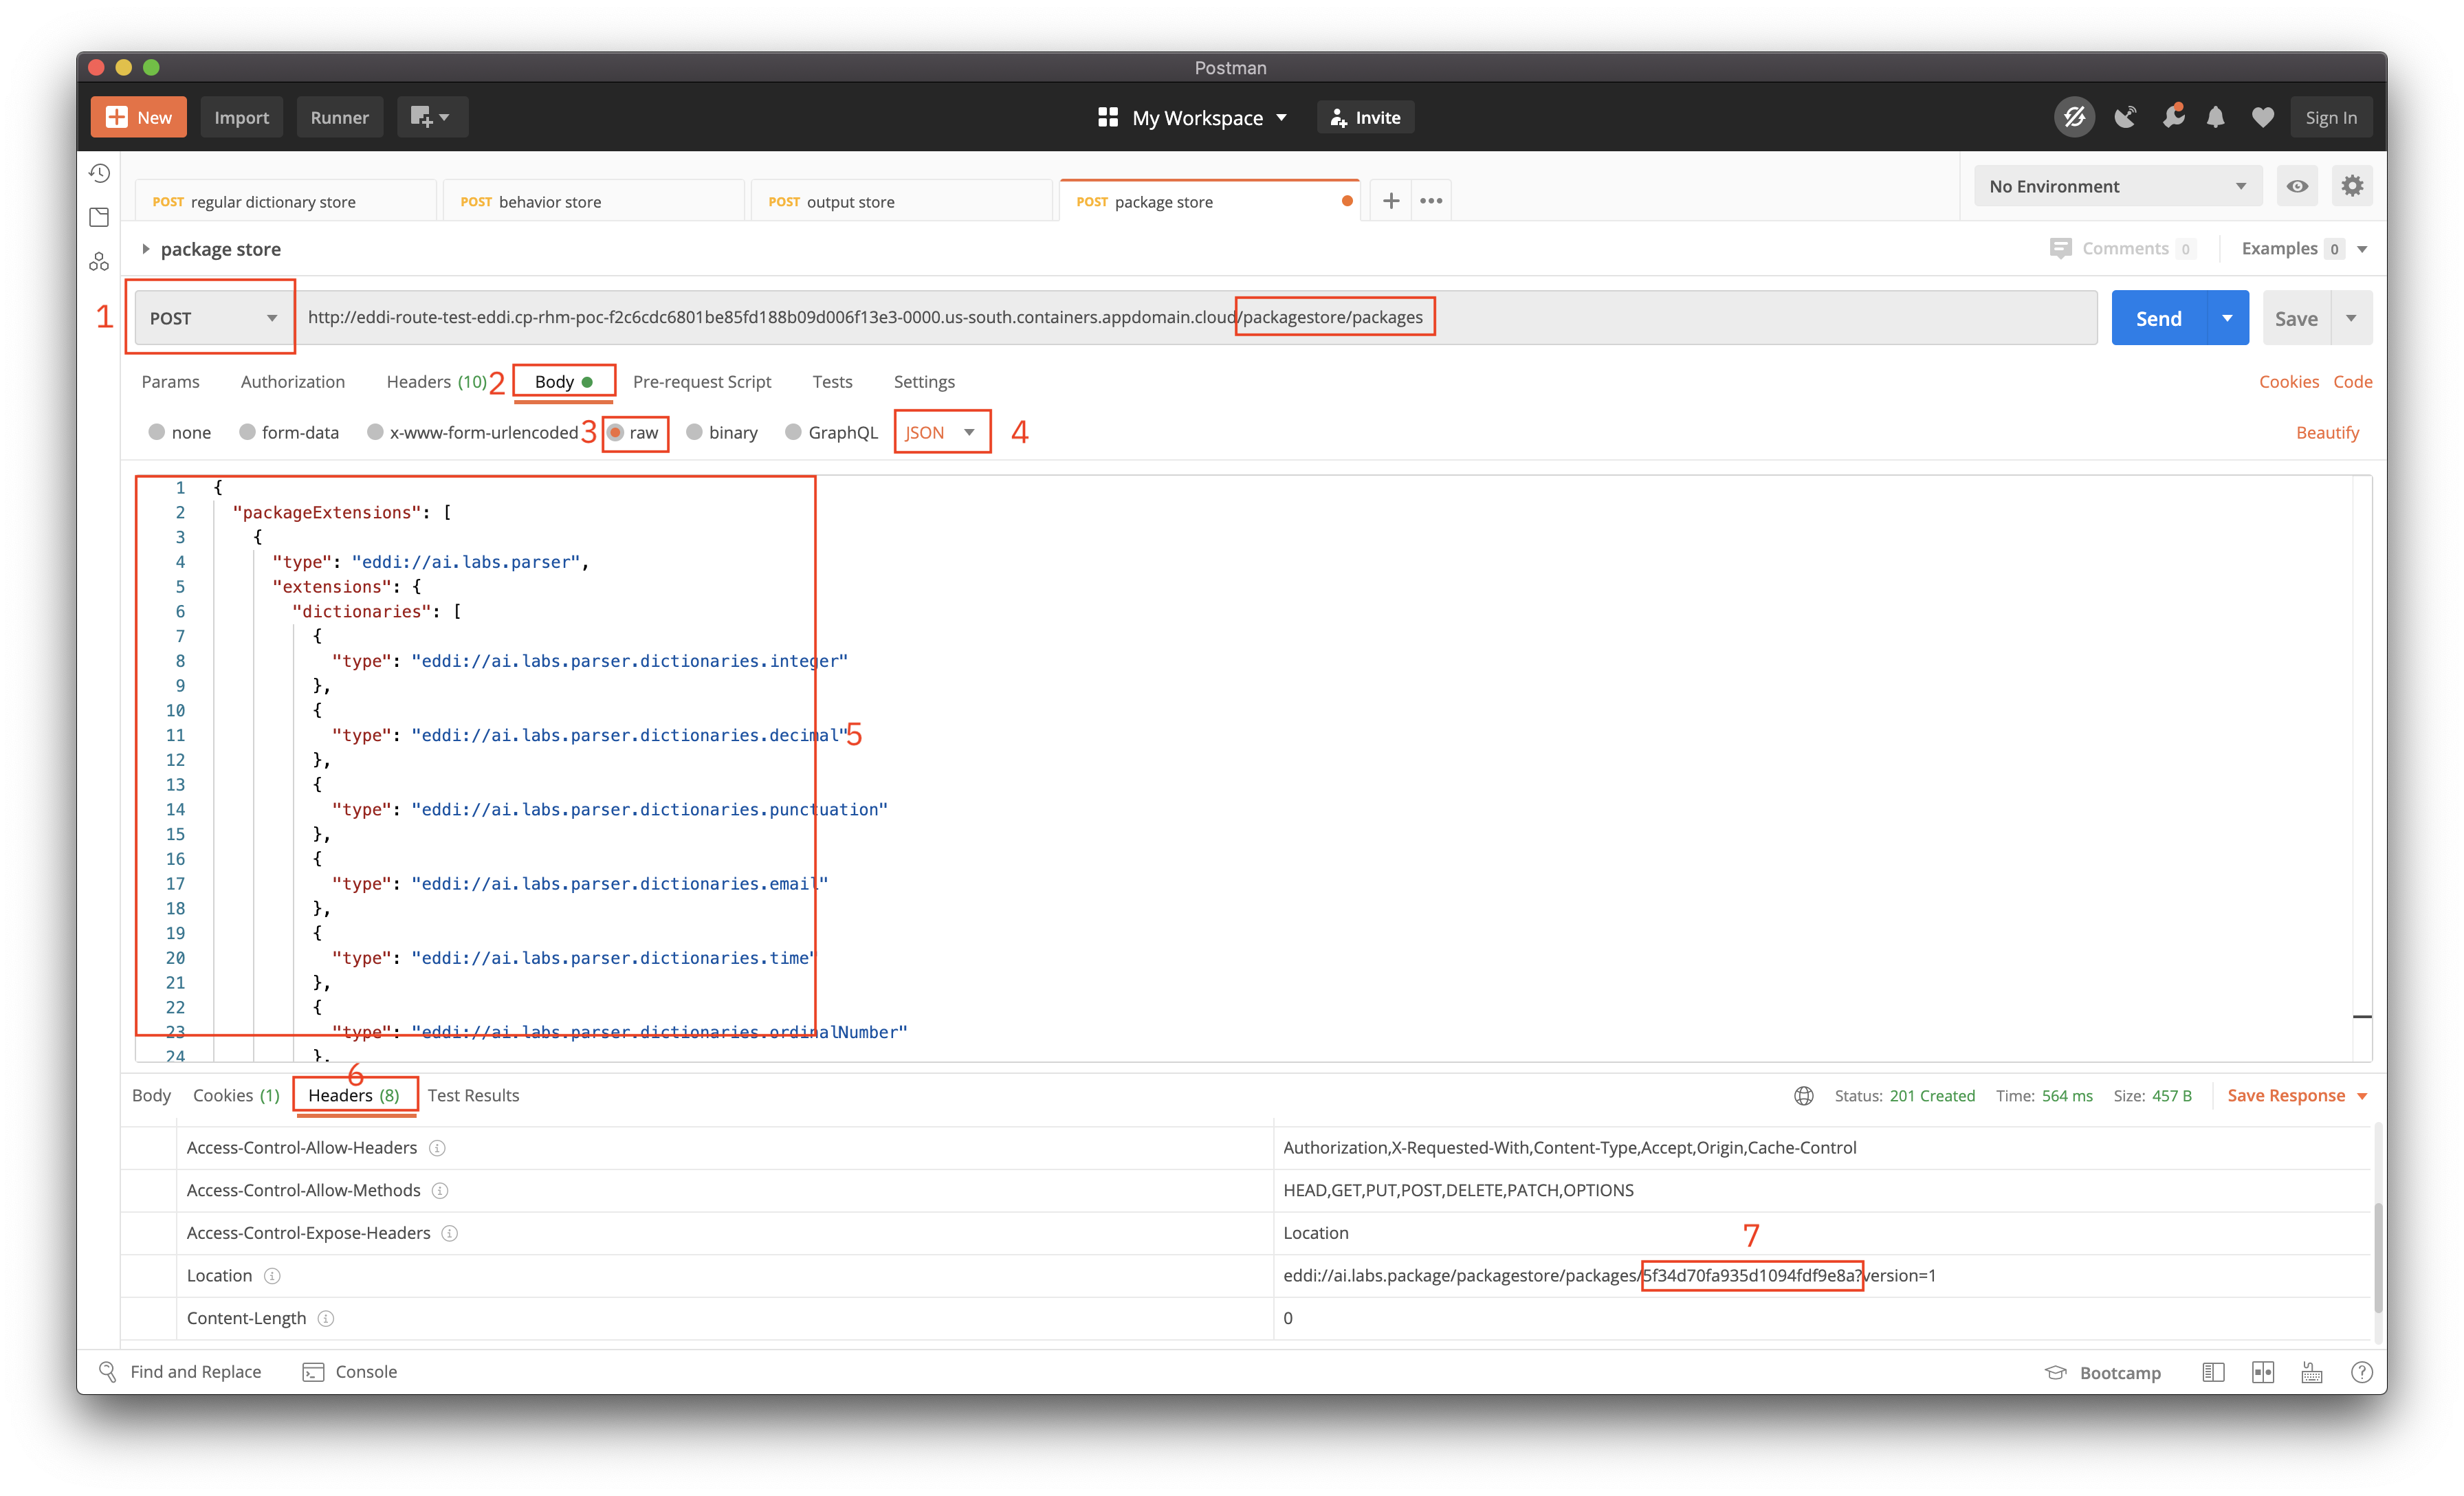 Postman
New Import Runner My Workspace Invite Sign In
POST regular dictionary store POST behavior store POST output store POST package store No Environment
package store Comments 0 Examples 0
1 POST http://eddi-route-test-eddi.cp-rhm-poc-f2c6cdc6801be85fd188b09d006f13e3-0000.us-south.containers.appdomain.cloud/packagestore/packages Send Save
Params Authorization Headers (10) 2 Body Pre-request Script Tests Settings Cookies Code
none form-data x-www-form-urlencoded 3 raw binary GraphQL JSON 4 Beautify
1 {
2 "packageExtensions": [
3 {
4 "type": "eddi://ai.labs.parser",
5 "extensions": {
6 "dictionaries": [
7 {
8 "type": "eddi://ai.labs.parser.dictionaries.integer"
9 },
10 {
11 "type": "eddi://ai.labs.parser.dictionaries.decimal" 5
12 },
13 {
14 "type": "eddi://ai.labs.parser.dictionaries.punctuation"
15 },
16 {
17 "type": "eddi://ai.labs.parser.dictionaries.email"
18 },
19 {
20 "type": "eddi://ai.labs.parser.dictionaries.time"
21 },
22 {
23 "type": "eddi://ai.labs.parser.dictionaries.ordinalNumber"
24 },
6
Body Cookies (1) Headers (8) Test Results Status: 201 Created Time: 564 ms Size: 457 B Save Response
Access-Control-Allow-Headers Authorization,X-Requested-With,Content-Type,Accept,Origin,Cache-Control
Access-Control-Allow-Methods HEAD,GET,PUT,POST,DELETE,PATCH,OPTIONS
Access-Control-Expose-Headers Location
7
Location eddi://ai.labs.package/packagestore/packages/5f34d70fa935d1094fdf9e8a?version=1
Content-Length 0
Find and Replace Console Bootcamp